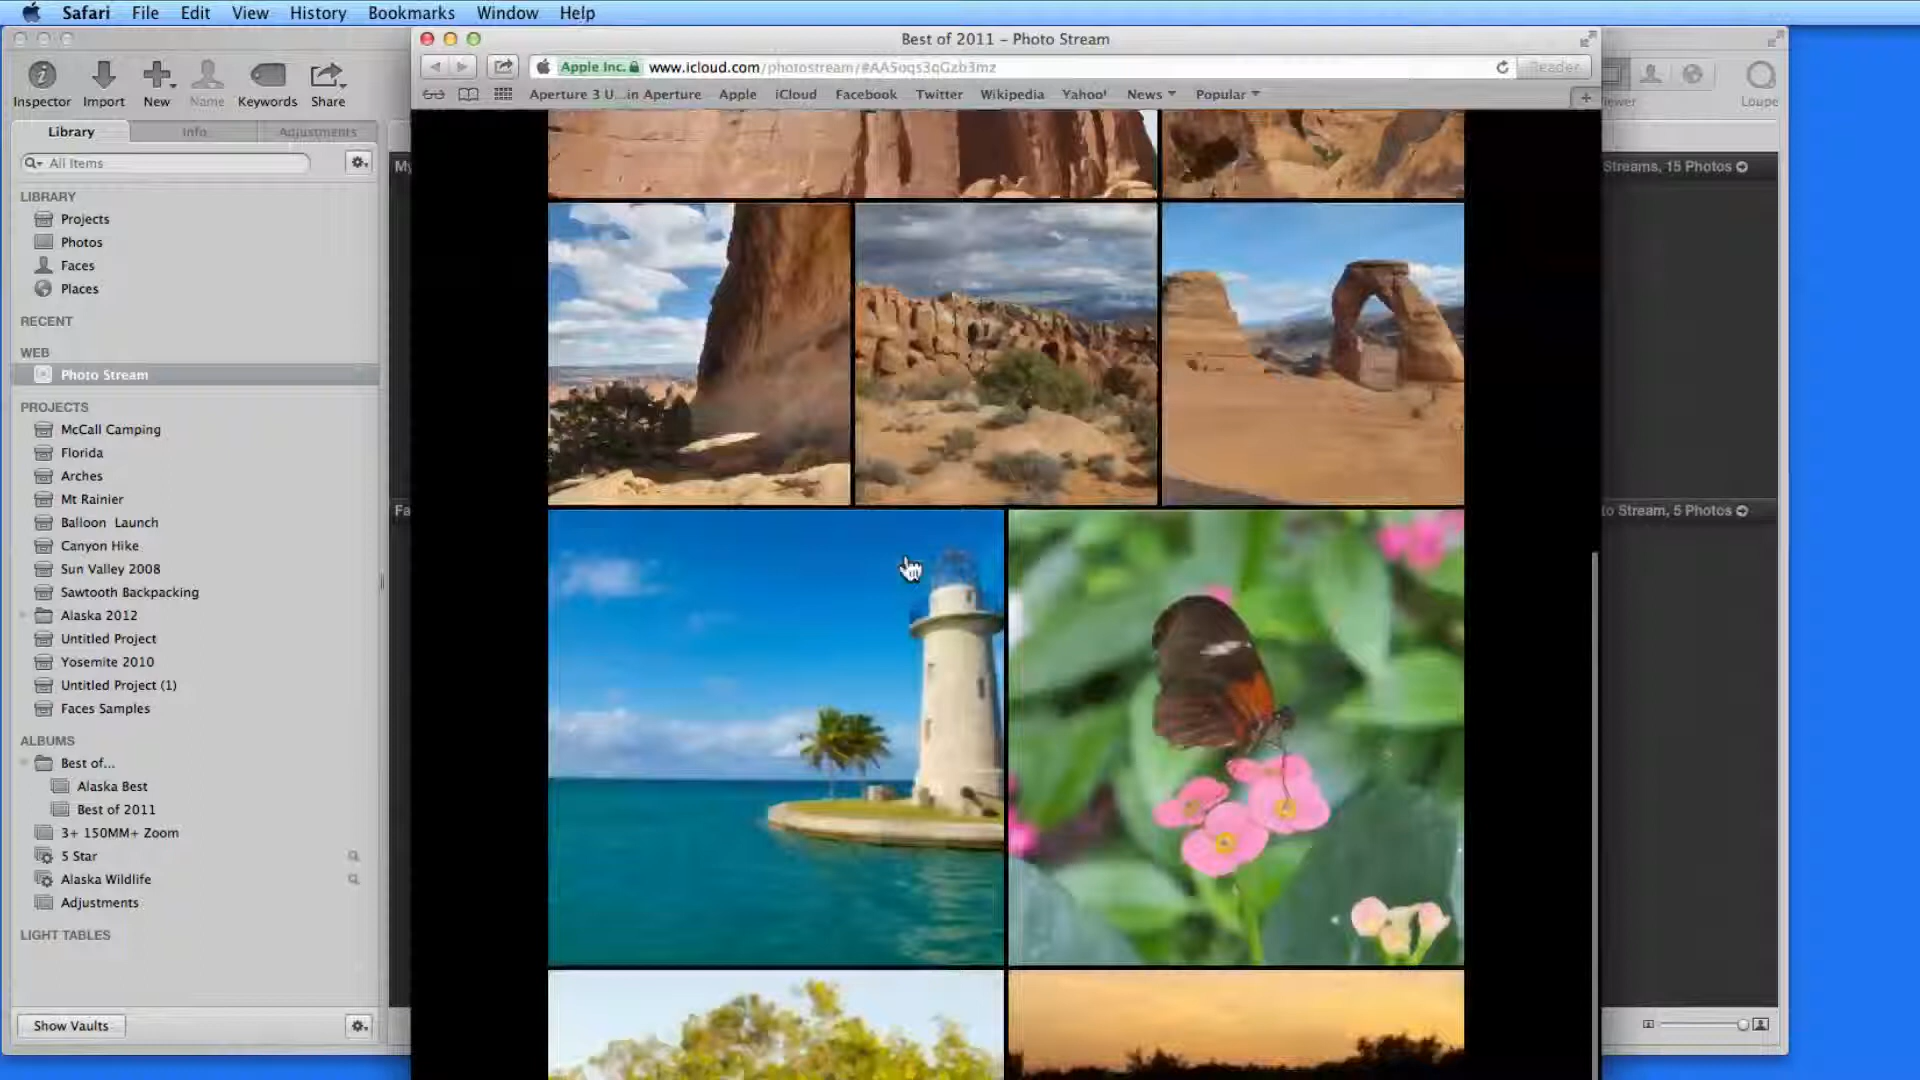 Safari File Edit View History Bookmarks Window Help
Best of 2011 – Photo Stream
Apple Inc. www.icloud.com/photostream/#AA5oqs3qGzb3mz Reader
Aperture 3 U...in Aperture Apple iCloud Facebook Twitter Wikipedia Yahoo! News Popular
Inspector Import New Name Keywords Share
Loupe
Library Info Adjustments
All Items
My
Streams, 15 Photos
LIBRARY
Projects
Photos
Faces
Places
RECENT
WEB
Photo Stream
PROJECTS
McCall Camping
Florida
Arches
Mt Rainier
Fa
to Stream, 5 Photos
Balloon Launch
Canyon Hike
Sun Valley 2008
Sawtooth Backpacking
Alaska 2012
Untitled Project
Yosemite 2010
Untitled Project (1)
Faces Samples
ALBUMS
Best of...
Alaska Best
Best of 2011
3+ 150MM+ Zoom
5 Star
Alaska Wildlife
Adjustments
LIGHT TABLES
Show Vaults